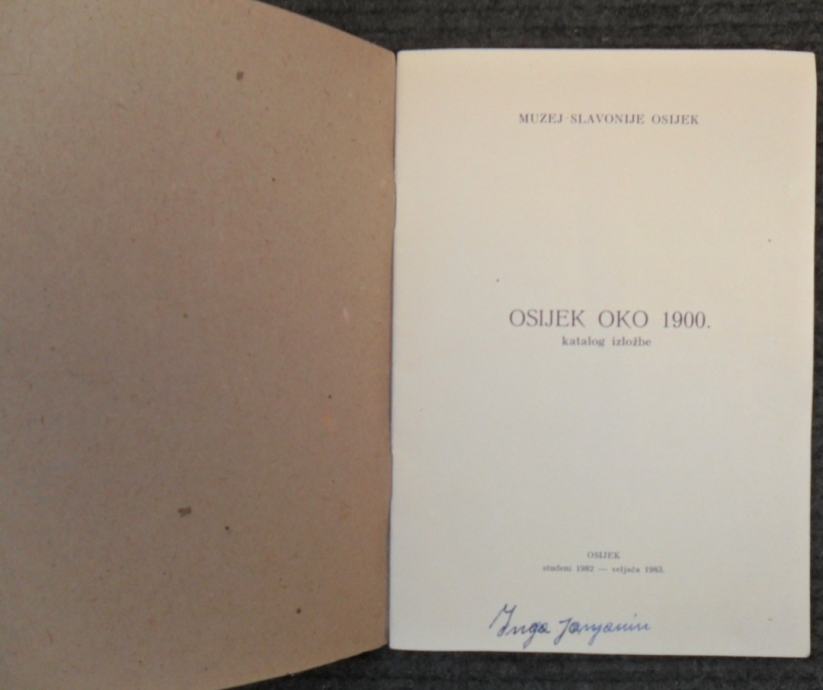 MUZEJ SLAVONIJE OSIJEK
OSIJEK OKO 1900.
katalog izložbe
OSIJEK
studeni 1982 — veljača 1983.
Inga